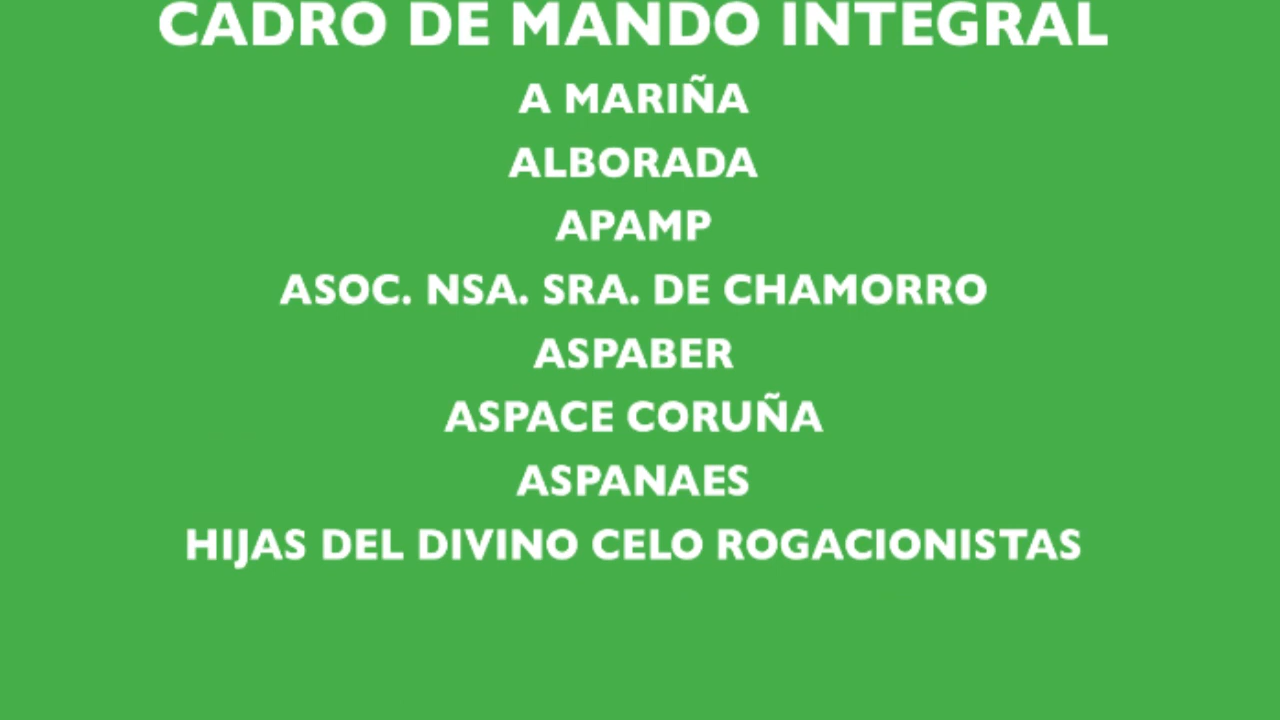 CADRO DE MANDO INTEGRAL
A MARIÑA
ALBORADA
APAMP
ASOC. NSA. SRA. DE CHAMORRO
ASPABER
ASPACE CORUÑA
ASPANAES
HIJAS DEL DIVINO CELO ROGACIONISTAS